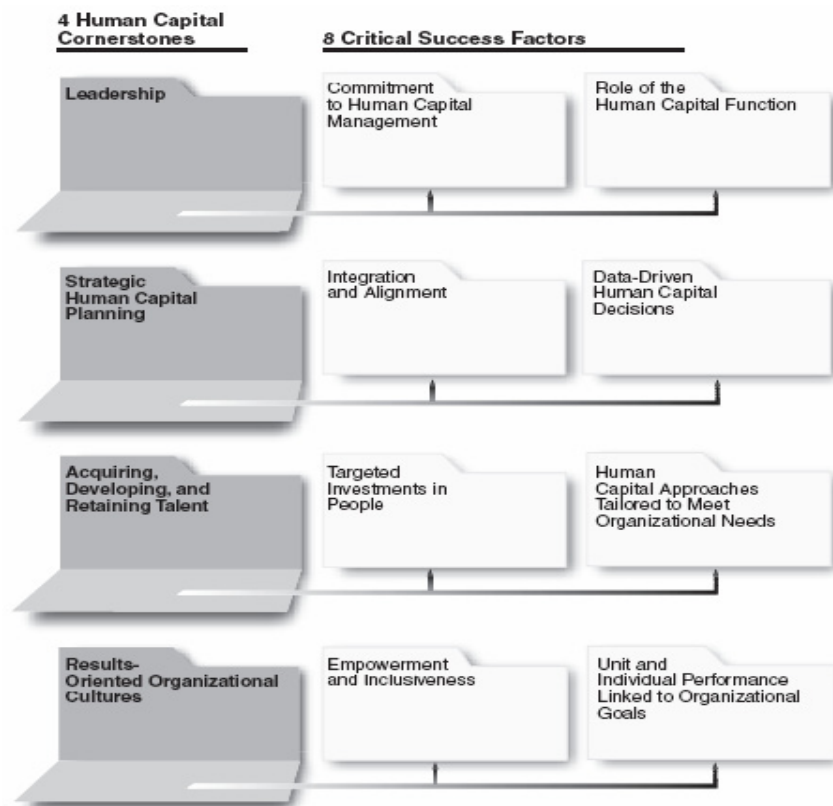 4 Human Capital
Cornerstones
8 Critical Success Factors
Leadership
Commitment
to Human Capital
Management
Role of the
Human Capital Function
Strategic
Human Capital
Planning
Integration
and Alignment
Data-Driven
Human Capital
Decisions
Acquiring,
Developing, and
Retaining Talent
Targeted
Investments in
People
Human
Capital Approaches
Tailored to Meet
Organizational Needs
Results-
Oriented Organizational
Cultures
Empowerment
and Inclusiveness
Unit and
Individual Performance
Linked to Organizational
Goals